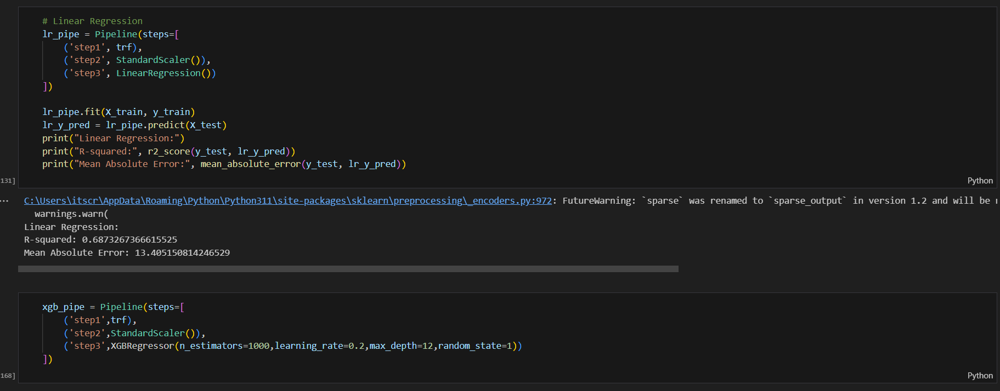 # Linear Regression
lr_pipe = Pipeline(steps=[
('step1', trf),
('step2', StandardScaler()),
('step3', LinearRegression())
])
lr_pipe.fit(X_train, y_train)
lr_y_pred = lr_pipe.predict(X_test)
print("Linear Regression:")
print("R-squared:", r2_score(y_test, lr_y_pred))
print("Mean Absolute Error:", mean_absolute_error(y_test, lr_y_pred))
131]
Python
...
C:\Users\itscr\AppData\Roaming\Python\Python311\site-packages\sklearn\preprocessing\_encoders.py:972: FutureWarning: `sparse` was renamed to `sparse_output` in version 1.2 and will be
warnings.warn(
Linear Regression:
R-squared: 0.6873267366615525
Mean Absolute Error: 13.405150814246529
xgb_pipe = Pipeline(steps=[
('step1',trf),
('step2',StandardScaler()),
('step3',XGBRegressor(n_estimators=1000,learning_rate=0.2,max_depth=12,random_state=1))
])
168]
Python